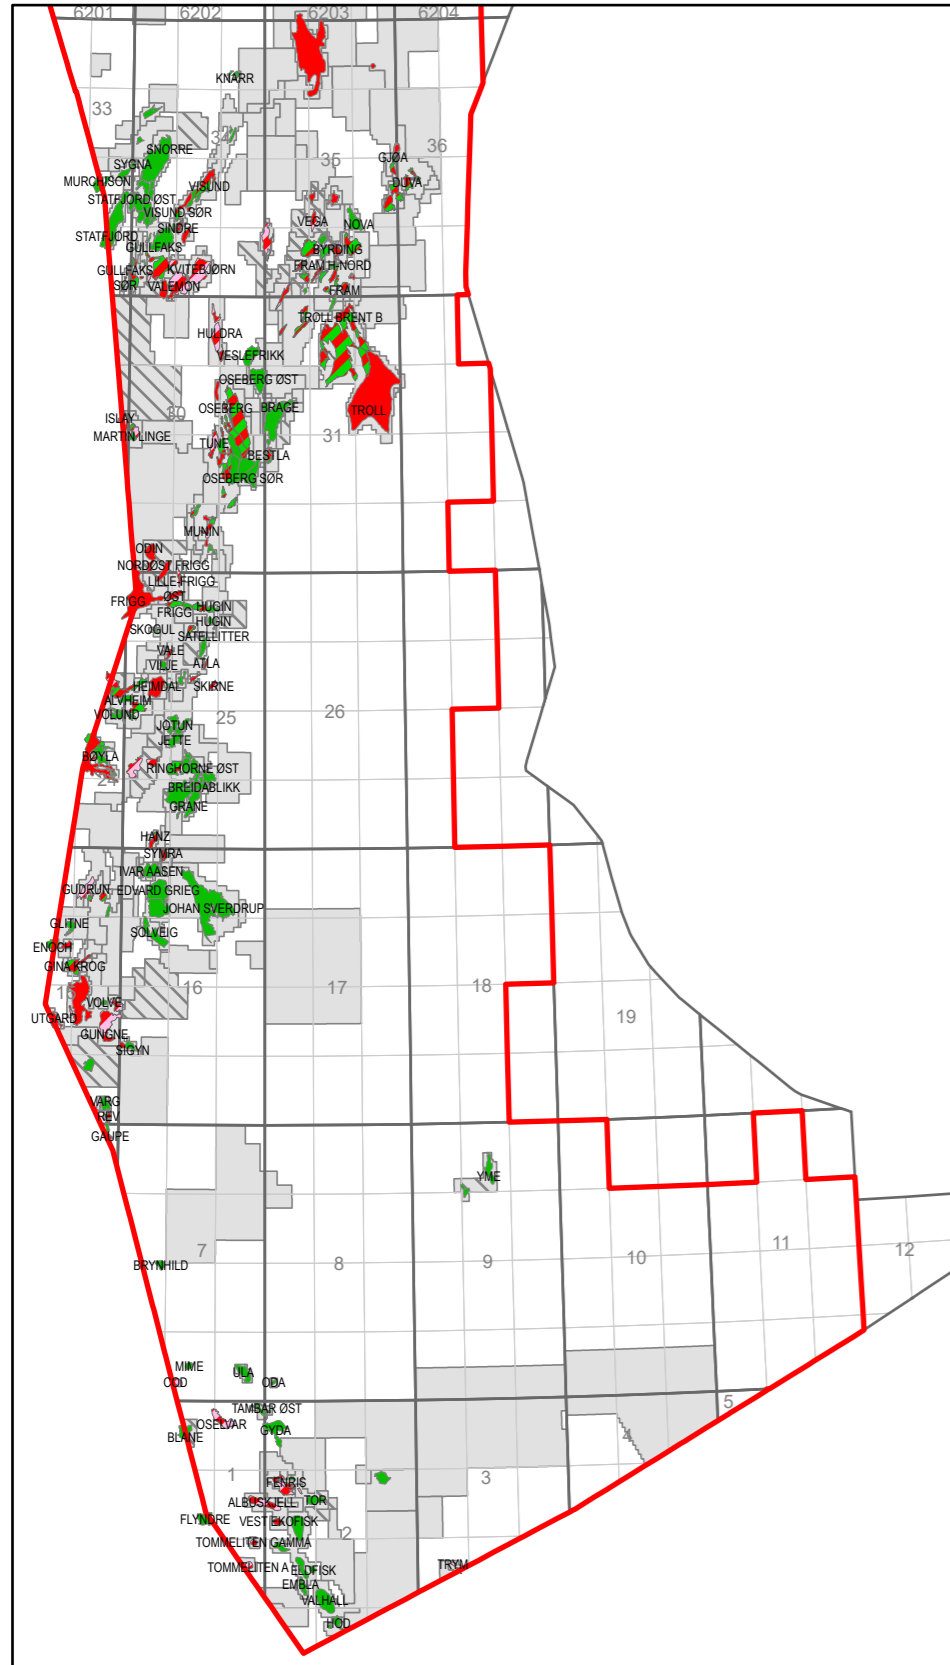 6201
6202
6203
6204
KNARR
33
34
SNORRE
35
36
GJØA
SYGNA
MURCHISON
VISUND
DUVA
STATFJORD ØST
VISUND SØR
VEGA
NOVA
STATFJORD
SINDRE
GULLFAKS
BYRDING
GULLFAKS
SØR
KVITEBJØRN
FRAM H-NORD
VALEMON
FRAM
HULDRA
TROLL BRENT B
VESLEFRIKK
OSEBERG ØST
OSEBERG
BRAGE
TROLL
ISLAY
30
MARTIN LINGE
TUNE
31
BESTLA
OSEBERG SØR
MUNIN
ODIN
NORDØST FRIGG
LILLE-FRIGG
FRIGG
ØST
FRIGG
HUGIN
HUGIN
SATELLITTER
SKOGUL
VALE
VILJE
ATLA
HEIMDAL
SKIRNE
ALVHEIM
VOLUND
25
26
JOTUN
JETTE
BØYLA
RINGHORNE ØST
24
BREIDABLIKK
GRANE
HANZ
SYMRA
IVAR AASEN
GUDRUN
EDVARD GRIEG
JOHAN SVERDRUP
GLITNE
SOLVEIG
ENOCH
GINA KROG
15
16
17
18
19
VOLVE
UTGARD
GUNGNE
SIGYN
VARG
REV
GAUPE
YME
7
8
9
10
11
12
BRYNHILD
MIME
COD
ULA
ODA
TAMBAR ØST
OSELVAR
GYDA
BLANE
5
4
1
3
FENRIS
ALBUSKJELL
TOR
FLYNDRE
VEST EKOFISK
2
TOMMELITEN GAMMA
TOMMELITEN A
ELDFISK
TRYM
EMBLA
VALHALL
HOD